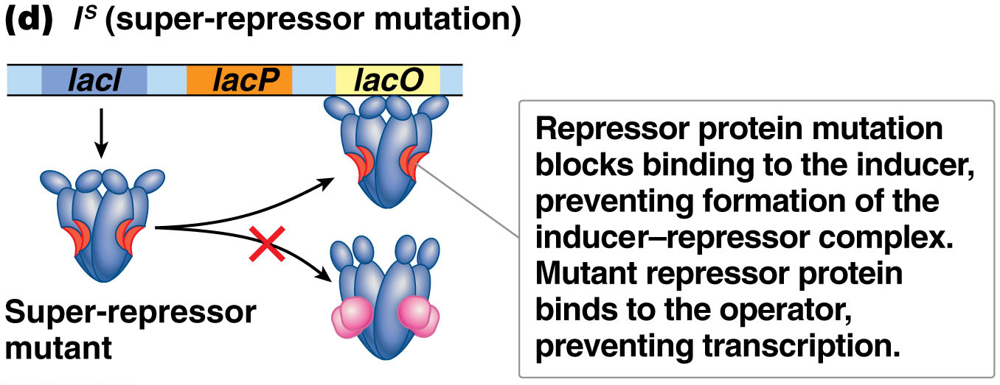 (d) Iˢ (super-repressor mutation)
lacI lacP lacO
Repressor protein mutation
blocks binding to the inducer,
preventing formation of the
inducer–repressor complex.
Mutant repressor protein
binds to the operator,
preventing transcription.
Super-repressor
mutant